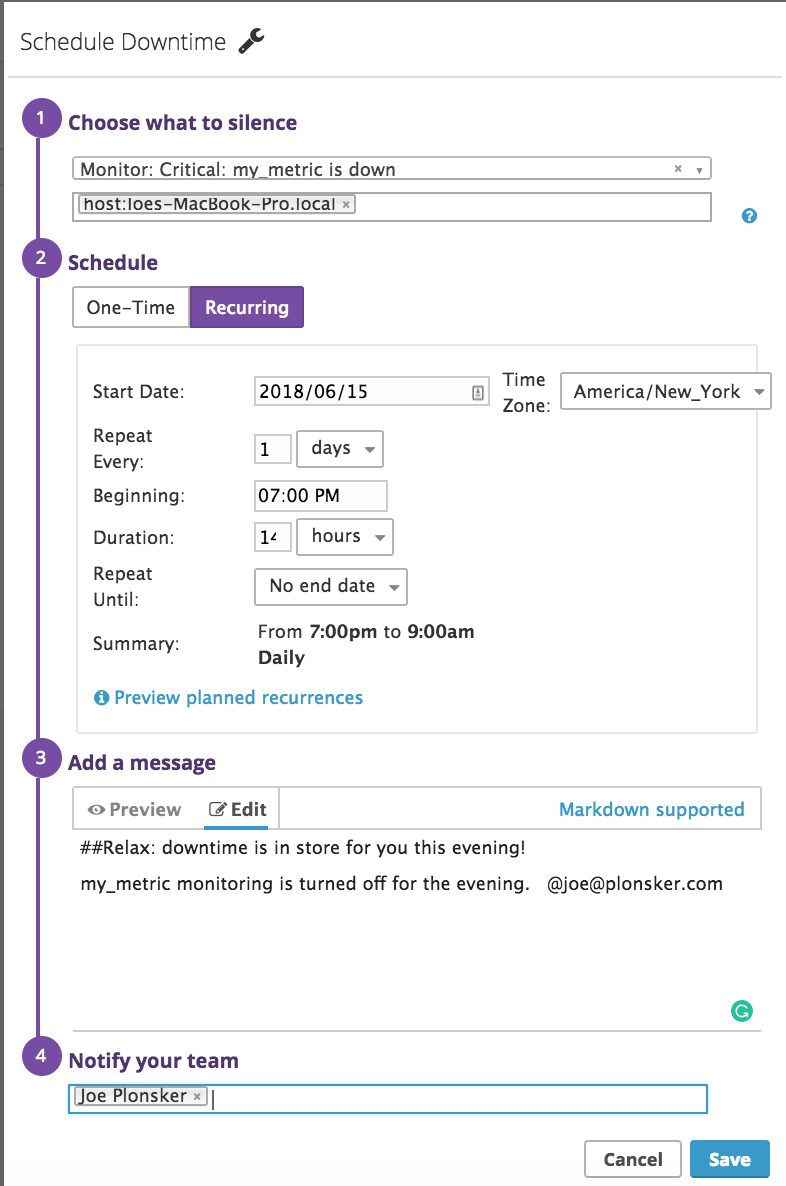 Schedule Downtime
1 Choose what to silence
Monitor: Critical: my_metric is down ×
host:Joes-MacBook-Pro.local ×
?
2 Schedule
One-Time Recurring
Start Date: 2018/06/15 Time Zone: America/New_York
Repeat Every: 1 days
Beginning: 07:00 PM
Duration: 14 hours
Repeat Until: No end date
Summary: From 7:00pm to 9:00am
Daily
Preview planned recurrences
3 Add a message
Preview Edit Markdown supported
##Relax: downtime is in store for you this evening!
my_metric monitoring is turned off for the evening. @joe@plonsker.com
4 Notify your team
Joe Plonsker ×
Cancel Save